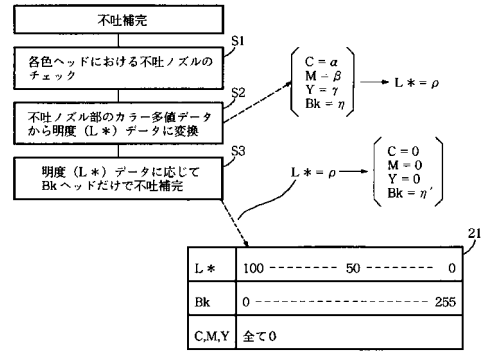 不吐補完
S1
各色ヘッドにおける不吐ノズルの
チェック
S2
不吐ノズル部のカラー多値データ
から明度(L*)データに変換
S3
明度(L*)データに応じて
Bkヘッドだけで不吐補完
C = α
M = β
Y = γ
Bk = η
L* = ρ
L* = ρ
C = 0
M = 0
Y = 0
Bk = η'
21
L* 100 -------- 50 ------- 0
Bk 0 -------------------- 255
C,M,Y 全て0